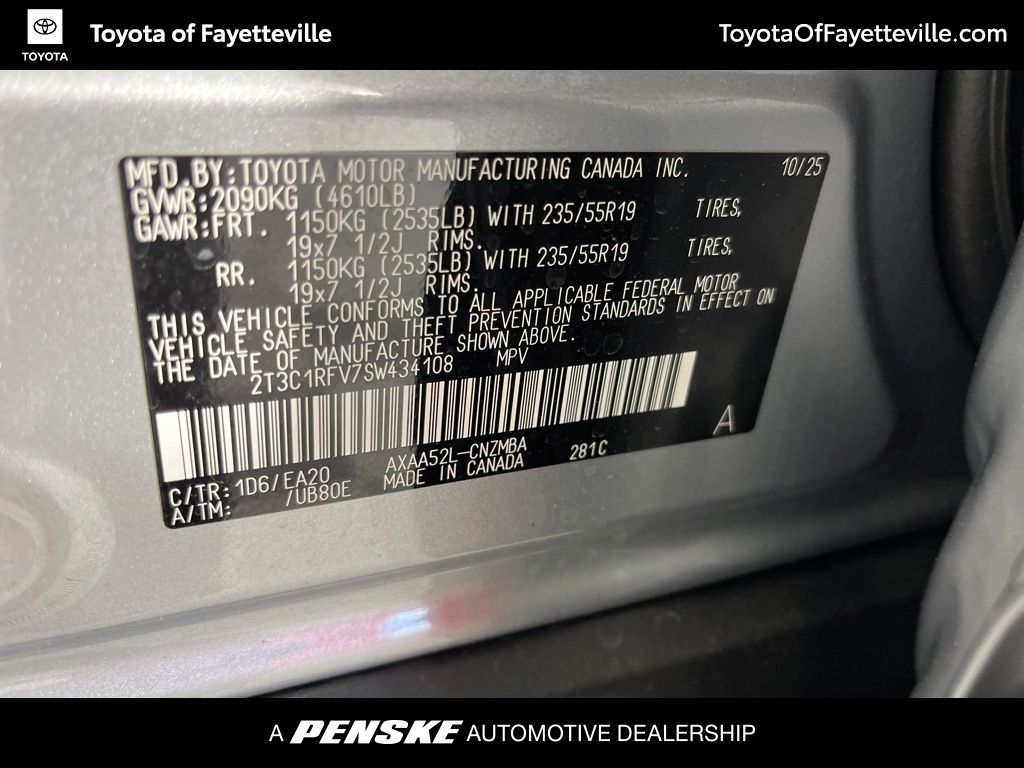 TOYOTA
Toyota of Fayetteville
ToyotaOfFayetteville.com
MFD.BY:TOYOTA MOTOR MANUFACTURING CANADA INC. 10/25
GVWR:2090KG (4610LB)
GAWR:FRT. 1150KG (2535LB) WITH 235/55R19 TIRES,
19x7 1/2J RIMS.
RR. 1150KG (2535LB) WITH 235/55R19 TIRES,
19x7 1/2J RIMS.
THIS VEHICLE CONFORMS TO ALL APPLICABLE FEDERAL MOTOR
VEHICLE SAFETY AND THEFT PREVENTION STANDARDS IN EFFECT ON
THE DATE OF MANUFACTURE SHOWN ABOVE.
2T3C1RFV7SW434108 MPV
A
C/TR: 1D6/EA20 AXAA52L-CNZMBA 281C
A/TM: /UB80E MADE IN CANADA
A PENSKE AUTOMOTIVE DEALERSHIP